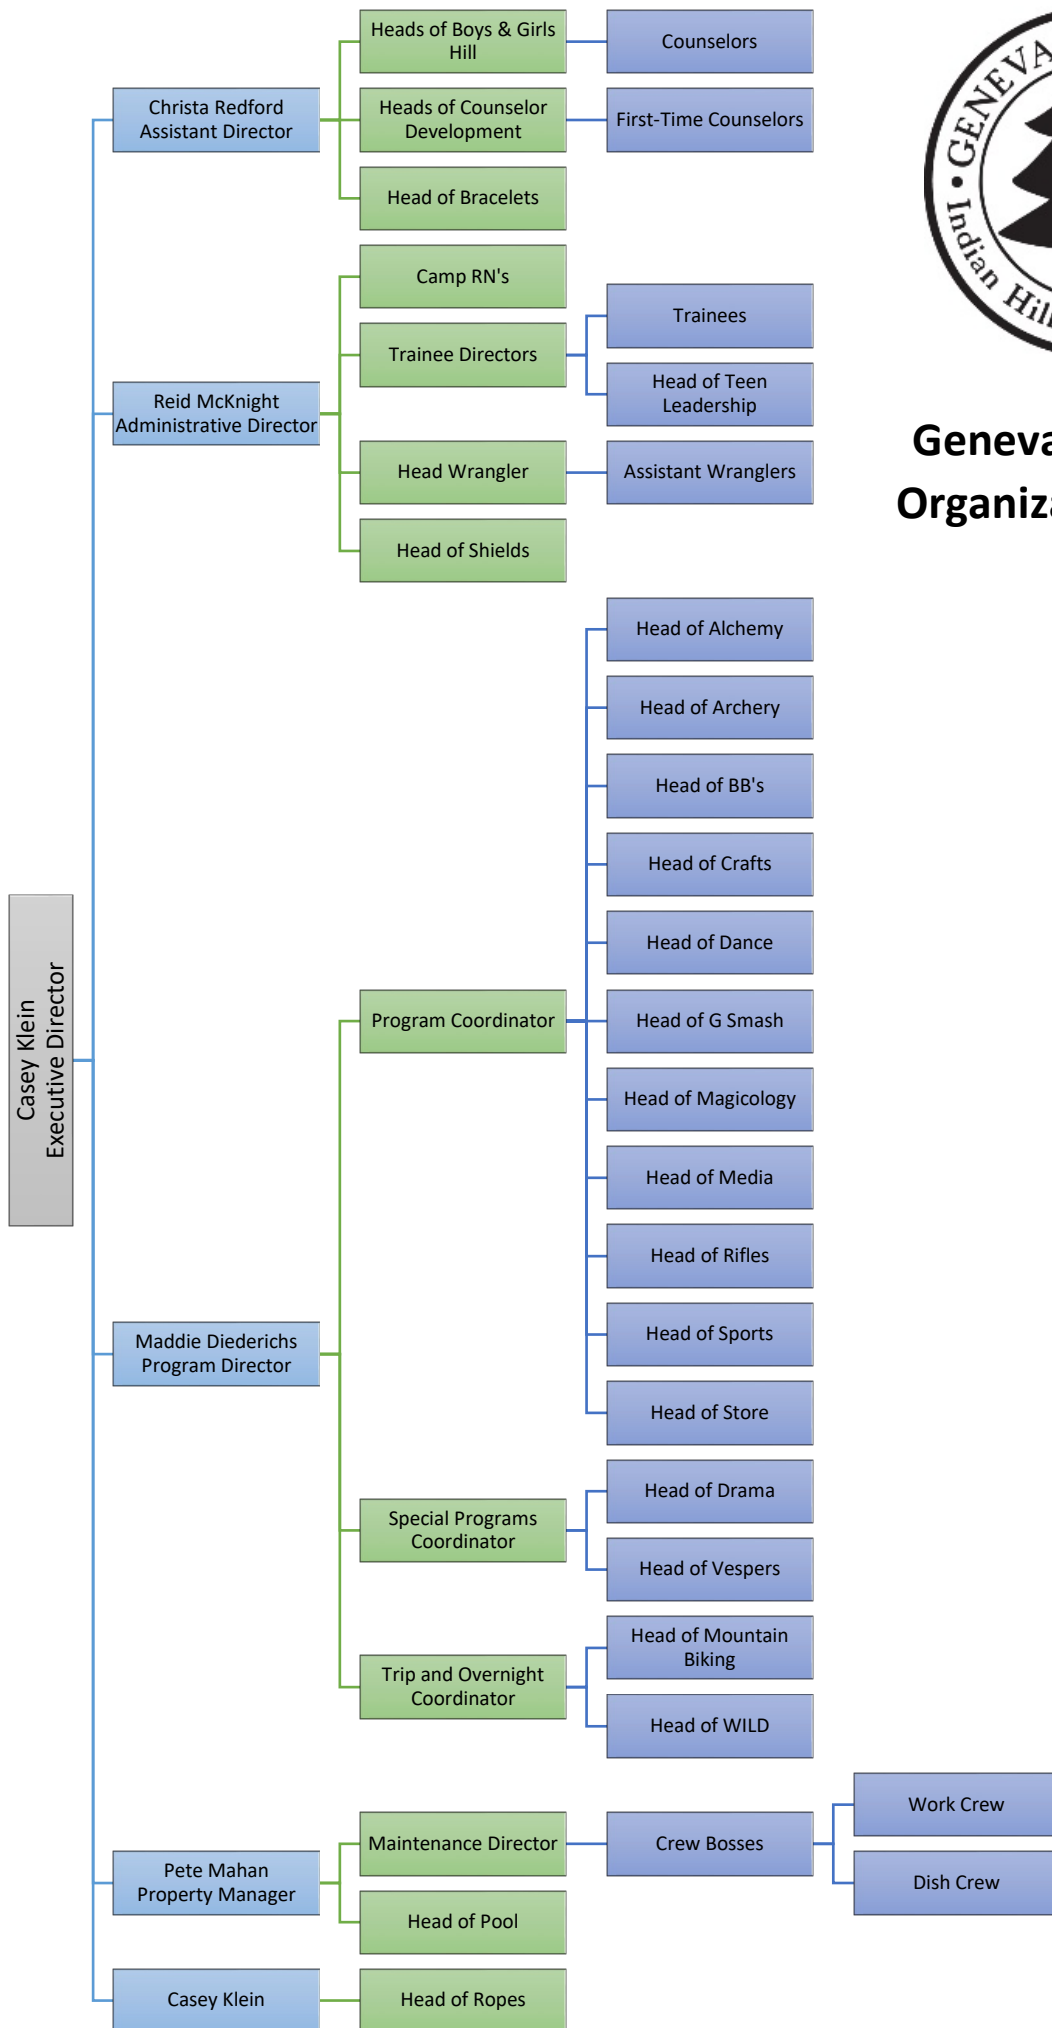 Heads of Boys & Girls
Hill
Counselors
Christa Redford
Assistant Director
Heads of Counselor
Development
First-Time Counselors
Head of Bracelets
Camp RN's
Trainee Directors
Trainees
Head of Teen
Leadership
Reid McKnight
Administrative Director
Head Wrangler
Assistant Wranglers
Head of Shields
GENEVA
Indian Hill
Geneva
Organiza
Casey Klein
Executive Director
Maddie Diederichs
Program Director
Program Coordinator
Head of Alchemy
Head of Archery
Head of BB's
Head of Crafts
Head of Dance
Head of G Smash
Head of Magicology
Head of Media
Head of Rifles
Head of Sports
Head of Store
Special Programs
Coordinator
Head of Drama
Head of Vespers
Trip and Overnight
Coordinator
Head of Mountain
Biking
Head of WILD
Pete Mahan
Property Manager
Maintenance Director
Crew Bosses
Work Crew
Dish Crew
Head of Pool
Casey Klein
Head of Ropes